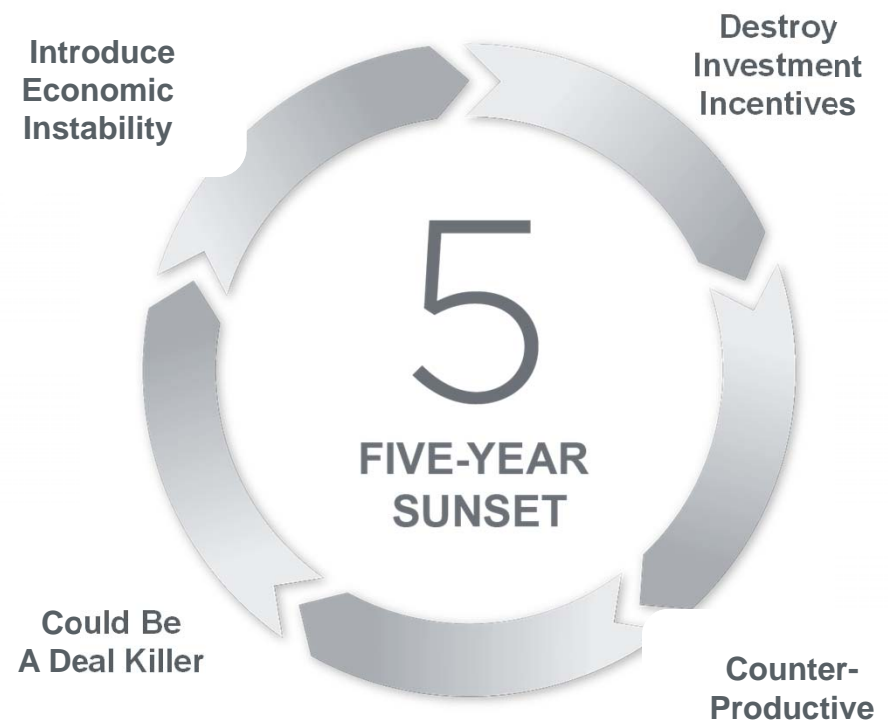 Introduce
Economic
Instability
Destroy
Investment
Incentives
5
FIVE-YEAR
SUNSET
Could Be
A Deal Killer
Counter-
Productive